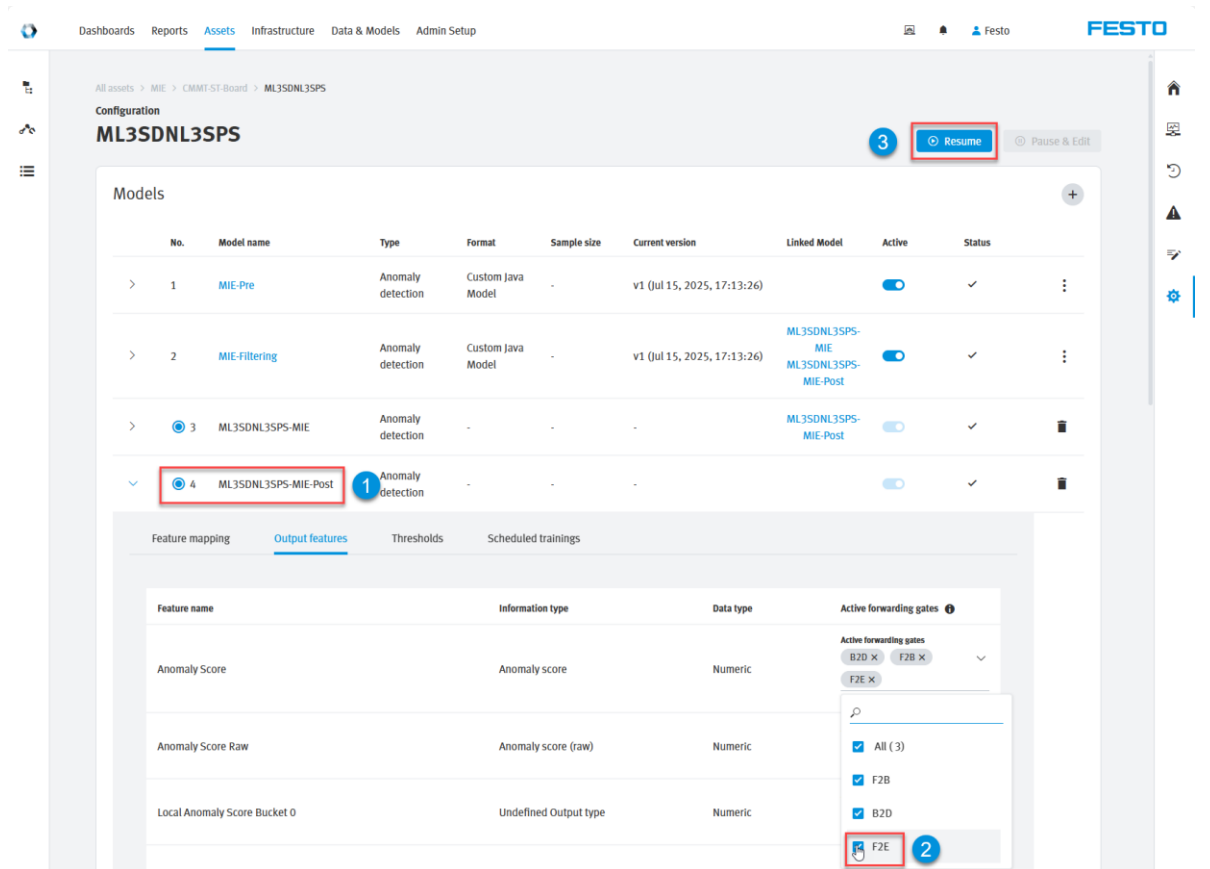 Dashboards Reports Assets Infrastructure Data & Models Admin Setup Festo FESTO
All assets > MIE > CMMT-ST-Board > ML3SDNL3SPS
Configuration
ML3SDNL3SPS
3 Resume Pause & Edit
Models
No. Model name Type Format Sample size Current version Linked Model Active Status
1 MIE-Pre Anomaly detection Custom Java Model - v1 (Jul 15, 2025, 17:13:26)
2 MIE-Filtering Anomaly detection Custom Java Model - v1 (Jul 15, 2025, 17:13:26) ML3SDNL3SPS-MIE ML3SDNL3SPS-MIE-Post
3 ML3SDNL3SPS-MIE Anomaly detection - - - ML3SDNL3SPS-MIE-Post
4 ML3SDNL3SPS-MIE-Post 1 Anomaly detection - - -
Feature mapping Output features Thresholds Scheduled trainings
Feature name Information type Data type Active forwarding gates
Active forwarding gates
B2D × F2B ×
Anomaly Score Anomaly score Numeric
F2E ×
Anomaly Score Raw Anomaly score (raw) Numeric
All ( 3 )
F2B
Local Anomaly Score Bucket 0 Undefined Output type Numeric
B2D
F2E 2